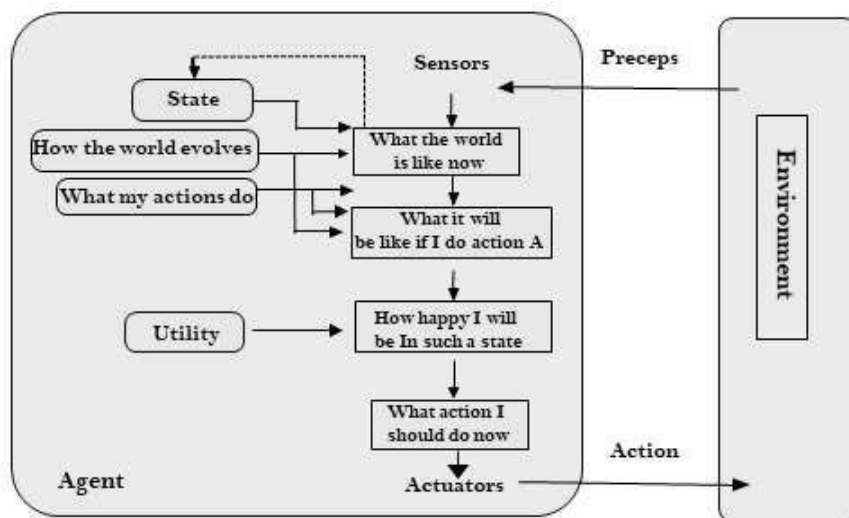 Sensors
Preceps
State
How the world evolves
What the world
is like now
What my actions do
What it will
be like if I do action A
Environment
Utility
How happy I will
be In such a state
What action I
should do now
Action
Agent
Actuators